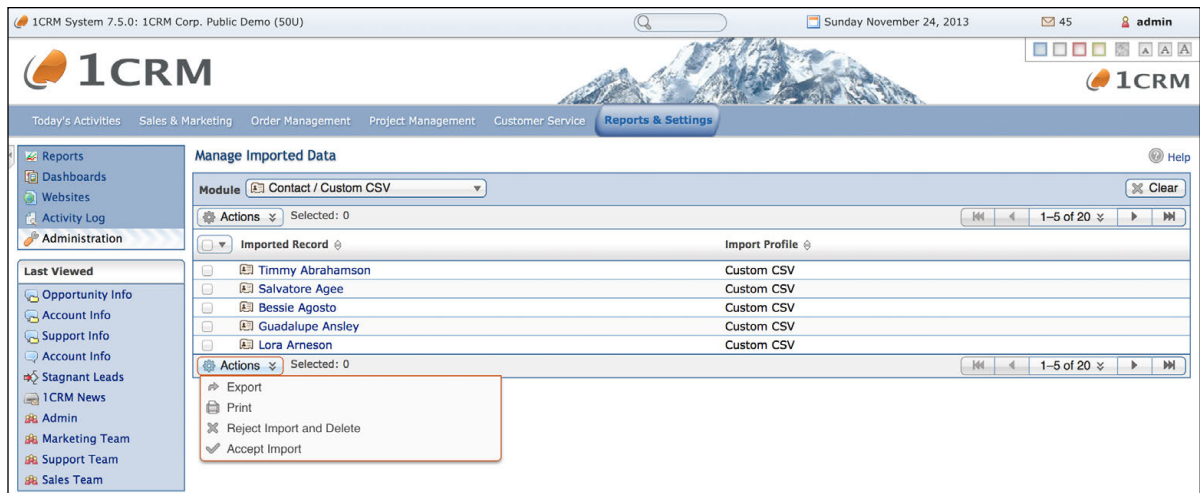 1CRM System 7.5.0: 1CRM Corp. Public Demo (50U) Sunday November 24, 2013 45 admin
1CRM
A A A
1CRM
Today's Activities Sales & Marketing Order Management Project Management Customer Service Reports & Settings
Reports
Dashboards
Websites
Activity Log
Administration
Last Viewed
Opportunity Info
Account Info
Support Info
Account Info
Stagnant Leads
1CRM News
Admin
Marketing Team
Support Team
Sales Team
Manage Imported Data Help
Module Contact / Custom CSV Clear
Actions Selected: 0 1–5 of 20
Imported Record Import Profile
Timmy Abrahamson Custom CSV
Salvatore Agee Custom CSV
Bessie Agosto Custom CSV
Guadalupe Ansley Custom CSV
Lora Arneson Custom CSV
Actions Selected: 0 1–5 of 20
Export
Print
Reject Import and Delete
Accept Import